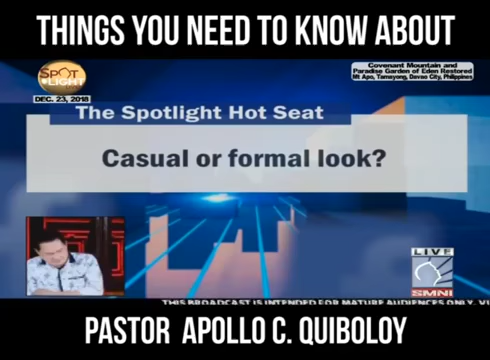 THINGS YOU NEED TO KNOW ABOUT
SPOTLIGHT
DEC. 23, 2018
Covenant Mountain and
Paradise Garden of Eden Restored
Mt Apo, Tamayong, Davao City, Philippines
The Spotlight Hot Seat
Casual or formal look?
LIVE
SMNI
THIS BROADCAST IS INTENDED FOR MATURE AUDIENCES ONLY.
PASTOR APOLLO C. QUIBOLOY